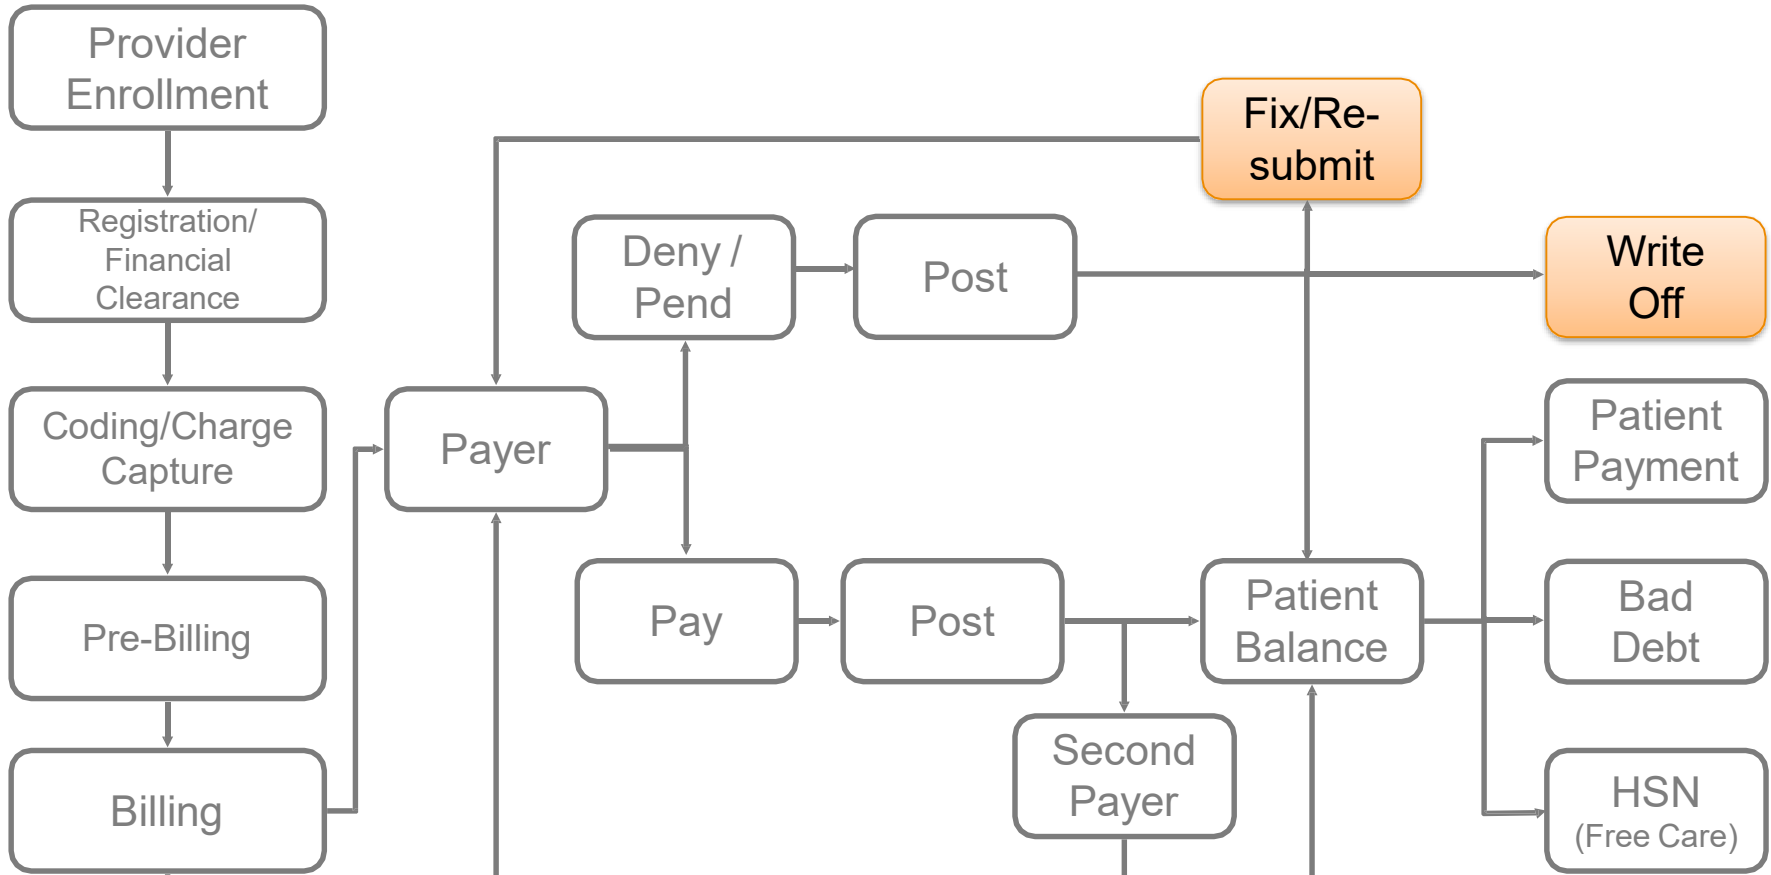 Provider
Enrollment
Registration/
Financial
Clearance
Coding/Charge
Capture
Pre-Billing
Billing
Payer
Deny /
Pend
Post
Pay
Post
Second
Payer
Fix/Re-
submit
Patient
Balance
Write
Off
Patient
Payment
Bad
Debt
HSN
(Free Care)